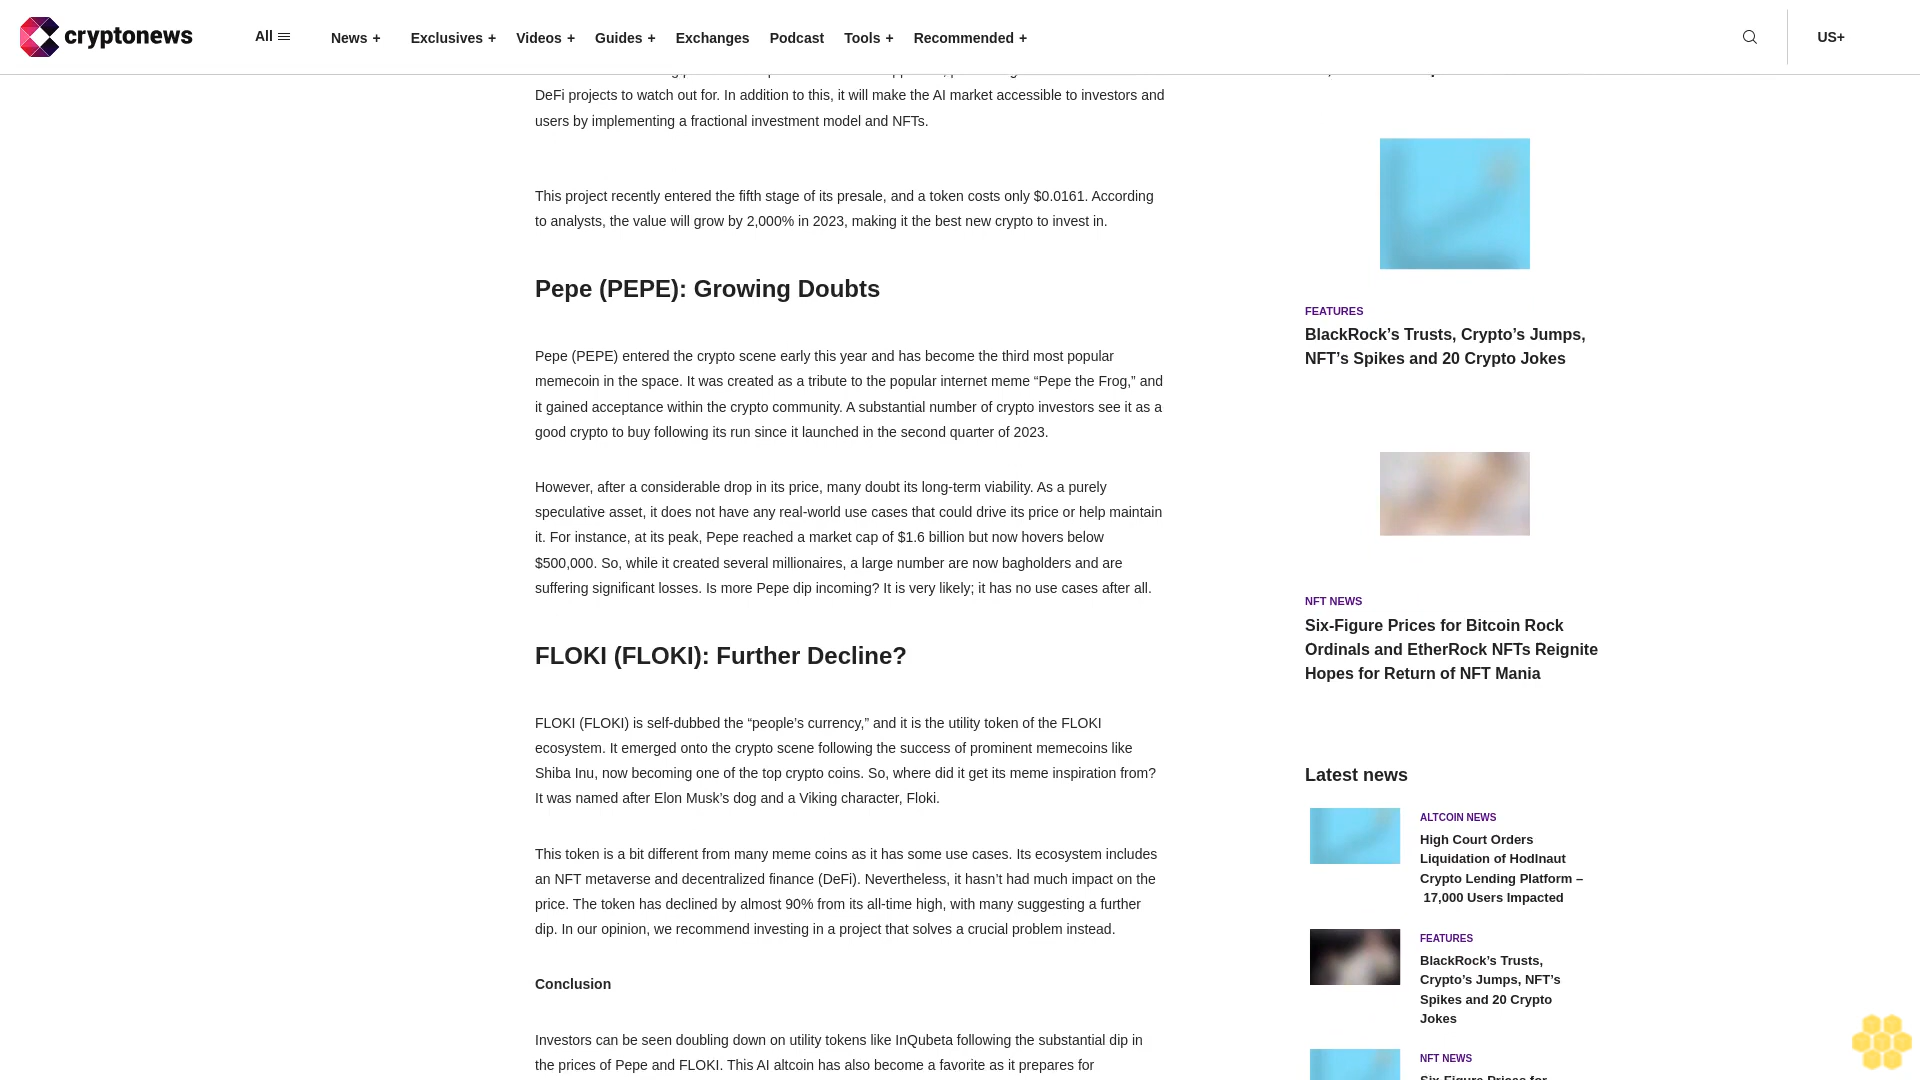 cryptonews
All
News +
Exclusives +
Videos +
Guides +
Exchanges
Podcast
Tools +
Recommended +
US+
DeFi projects to watch out for. In addition to this, it will make the AI market accessible to investors and
users by implementing a fractional investment model and NFTs.
This project recently entered the fifth stage of its presale, and a token costs only $0.0161. According
to analysts, the value will grow by 2,000% in 2023, making it the best new crypto to invest in.
Pepe (PEPE): Growing Doubts
Pepe (PEPE) entered the crypto scene early this year and has become the third most popular
memecoin in the space. It was created as a tribute to the popular internet meme “Pepe the Frog,” and
it gained acceptance within the crypto community. A substantial number of crypto investors see it as a
good crypto to buy following its run since it launched in the second quarter of 2023.
However, after a considerable drop in its price, many doubt its long-term viability. As a purely
speculative asset, it does not have any real-world use cases that could drive its price or help maintain
it. For instance, at its peak, Pepe reached a market cap of $1.6 billion but now hovers below
$500,000. So, while it created several millionaires, a large number are now bagholders and are
suffering significant losses. Is more Pepe dip incoming? It is very likely; it has no use cases after all.
FLOKI (FLOKI): Further Decline?
FLOKI (FLOKI) is self-dubbed the “people’s currency,” and it is the utility token of the FLOKI
ecosystem. It emerged onto the crypto scene following the success of prominent memecoins like
Shiba Inu, now becoming one of the top crypto coins. So, where did it get its meme inspiration from?
It was named after Elon Musk’s dog and a Viking character, Floki.
This token is a bit different from many meme coins as it has some use cases. Its ecosystem includes
an NFT metaverse and decentralized finance (DeFi). Nevertheless, it hasn’t had much impact on the
price. The token has declined by almost 90% from its all-time high, with many suggesting a further
dip. In our opinion, we recommend investing in a project that solves a crucial problem instead.
Conclusion
Investors can be seen doubling down on utility tokens like InQubeta following the substantial dip in
the prices of Pepe and FLOKI. This AI altcoin has also become a favorite as it prepares for
FEATURES
BlackRock’s Trusts, Crypto’s Jumps,
NFT’s Spikes and 20 Crypto Jokes
NFT NEWS
Six-Figure Prices for Bitcoin Rock
Ordinals and EtherRock NFTs Reignite
Hopes for Return of NFT Mania
Latest news
ALTCOIN NEWS
High Court Orders
Liquidation of Hodlnaut
Crypto Lending Platform –
17,000 Users Impacted
FEATURES
BlackRock’s Trusts,
Crypto’s Jumps, NFT’s
Spikes and 20 Crypto
Jokes
NFT NEWS
Six-Figure Prices for